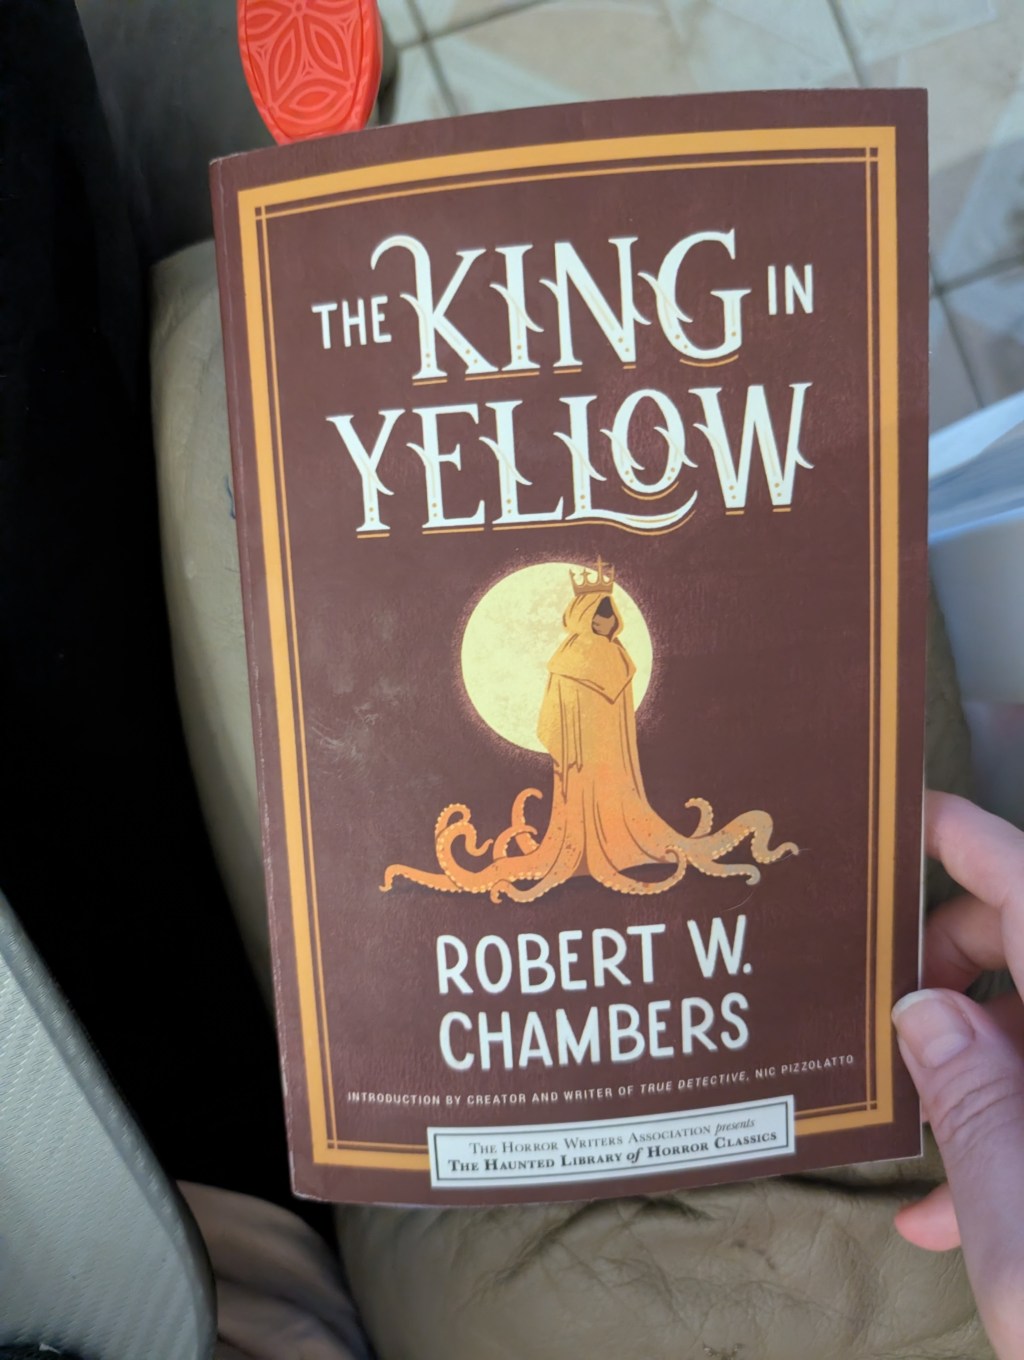 THE KING IN
YELLOW
ROBERT W.
CHAMBERS
INTRODUCTION BY CREATOR AND WRITER OF TRUE DETECTIVE, NIC PIZZOLATTO
THE HORROR WRITERS ASSOCIATION presents
THE HAUNTED LIBRARY of HORROR CLASSICS